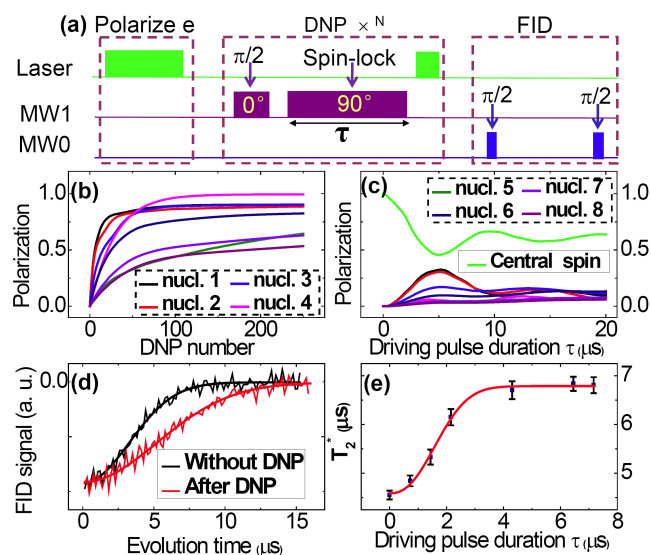 (a) Polarize e DNP × N FID
Laser π/2 Spin-lock π/2 π/2
MW1 0° 90°
MW0 τ
(b)
Polarization
1.0
0.5
0.0
nucl. 1 nucl. 3
nucl. 2 nucl. 4
0 100 200
DNP number
(c)
nucl. 5 nucl. 7
nucl. 6 nucl. 8
Central spin
1.0
0.5
0.0
Polarization
0 10 20
Driving pulse duration τ (μs)
(d)
FID signal (a. u.)
0.0
Without DNP
After DNP
0 5 10 15
Evolution time (μs)
(e)
T2* (μs)
7
6
5
0 2 4 6 8
Driving pulse duration τ (μs)